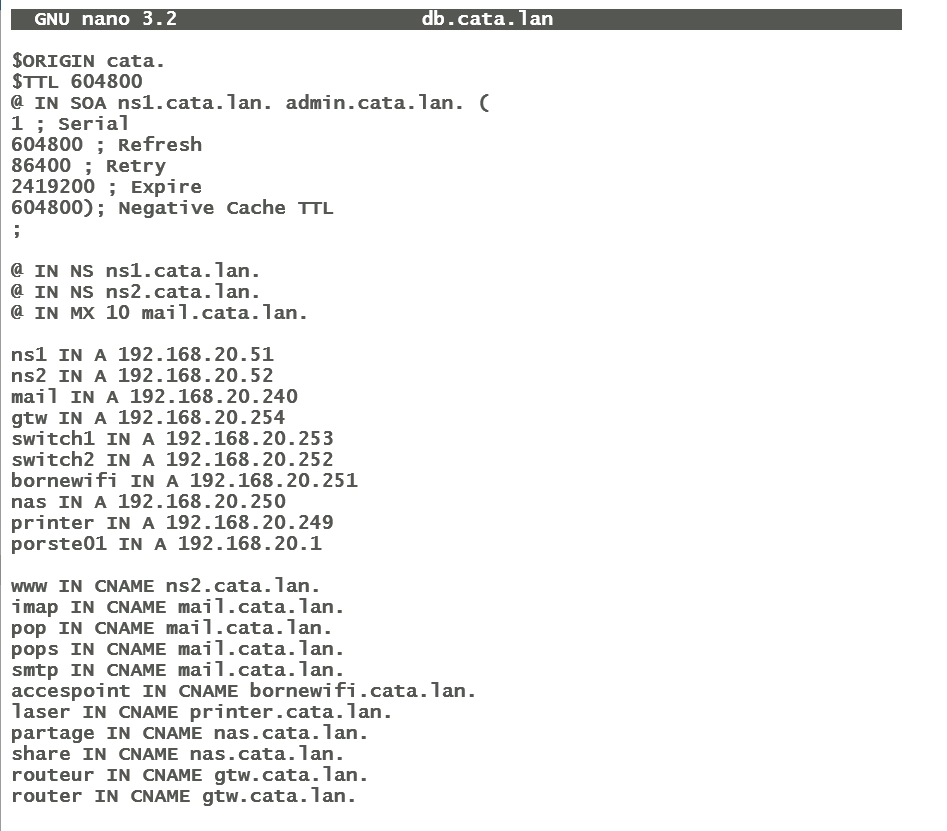 GNU nano 3.2 db.cata.lan
$ORIGIN cata.
$TTL 604800
@ IN SOA ns1.cata.lan. admin.cata.lan. (
1 ; Serial
604800 ; Refresh
86400 ; Retry
2419200 ; Expire
604800); Negative Cache TTL
;
@ IN NS ns1.cata.lan.
@ IN NS ns2.cata.lan.
@ IN MX 10 mail.cata.lan.
ns1 IN A 192.168.20.51
ns2 IN A 192.168.20.52
mail IN A 192.168.20.240
gtw IN A 192.168.20.254
switch1 IN A 192.168.20.253
switch2 IN A 192.168.20.252
bornewifi IN A 192.168.20.251
nas IN A 192.168.20.250
printer IN A 192.168.20.249
porste01 IN A 192.168.20.1
www IN CNAME ns2.cata.lan.
imap IN CNAME mail.cata.lan.
pop IN CNAME mail.cata.lan.
pops IN CNAME mail.cata.lan.
smtp IN CNAME mail.cata.lan.
accespoint IN CNAME bornewifi.cata.lan.
laser IN CNAME printer.cata.lan.
partage IN CNAME nas.cata.lan.
share IN CNAME nas.cata.lan.
routeur IN CNAME gtw.cata.lan.
router IN CNAME gtw.cata.lan.